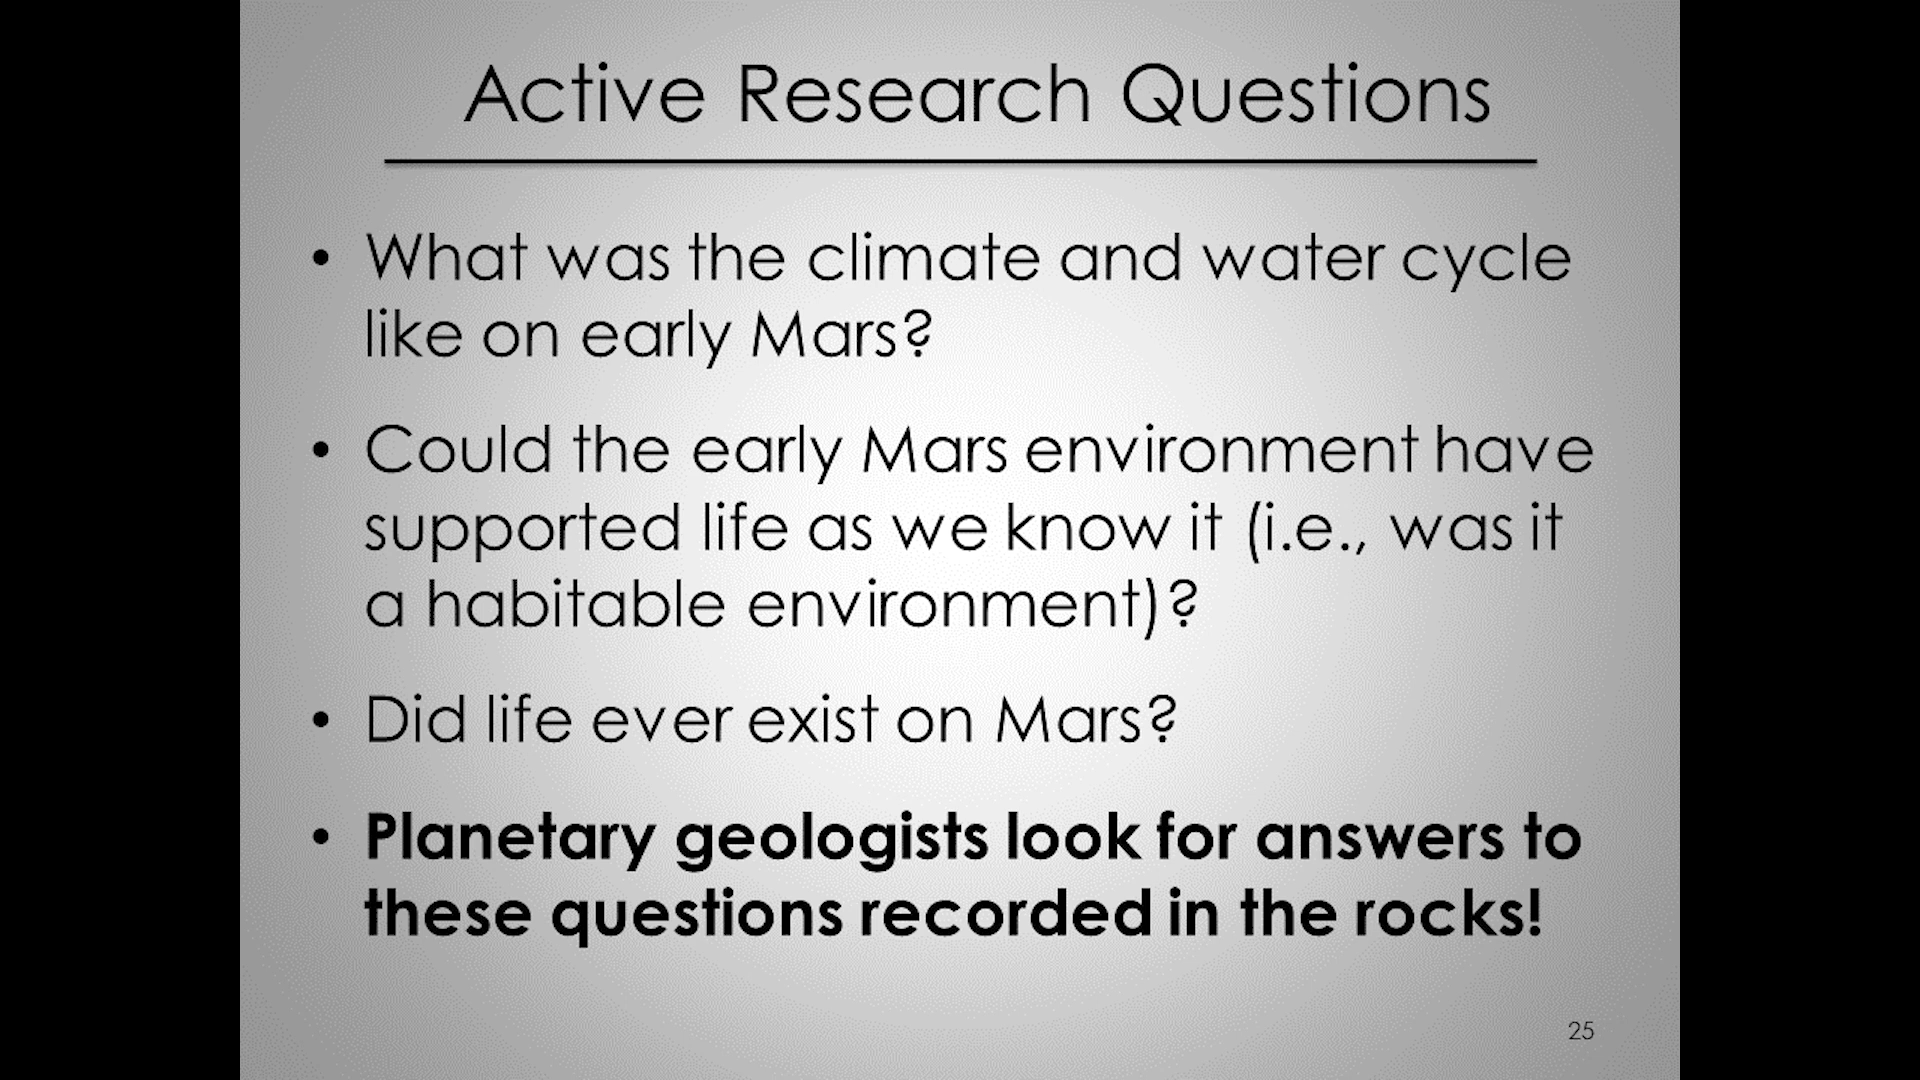 Active Research Questions
• What was the climate and water cycle
like on early Mars?
• Could the early Mars environment have
supported life as we know it (i.e., was it
a habitable environment)?
• Did life ever exist on Mars?
• Planetary geologists look for answers to
these questions recorded in the rocks!
25